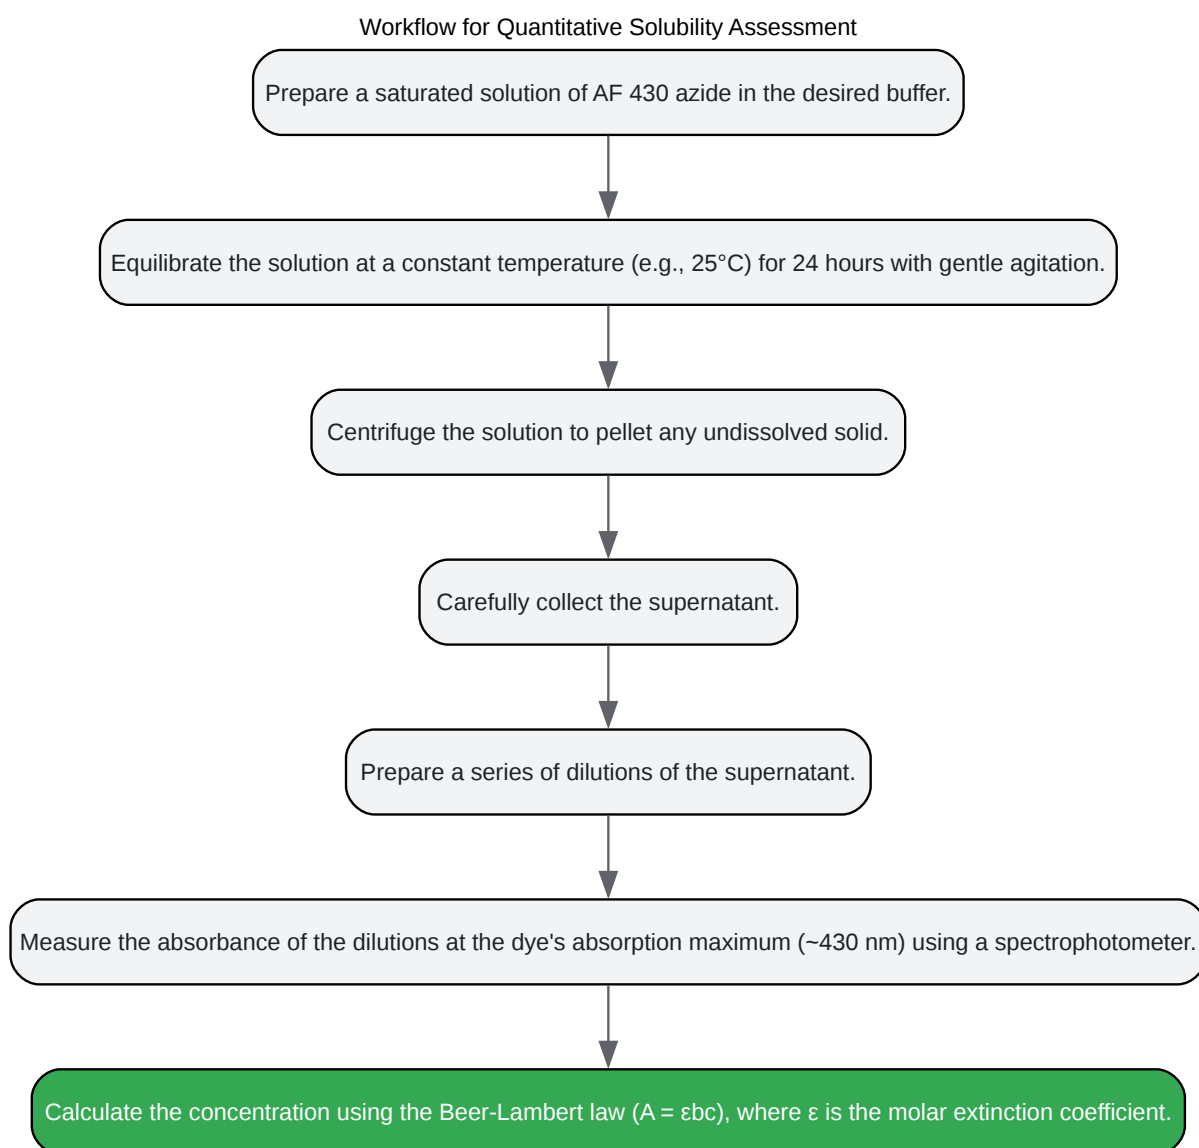 Workflow for Quantitative Solubility Assessment
Prepare a saturated solution of AF 430 azide in the desired buffer.
Equilibrate the solution at a constant temperature (e.g., 25°C) for 24 hours with gentle agitation.
Centrifuge the solution to pellet any undissolved solid.
Carefully collect the supernatant.
Prepare a series of dilutions of the supernatant.
Measure the absorbance of the dilutions at the dye's absorption maximum (~430 nm) using a spectrophotometer.
Calculate the concentration using the Beer-Lambert law (A = εbc), where ε is the molar extinction coefficient.